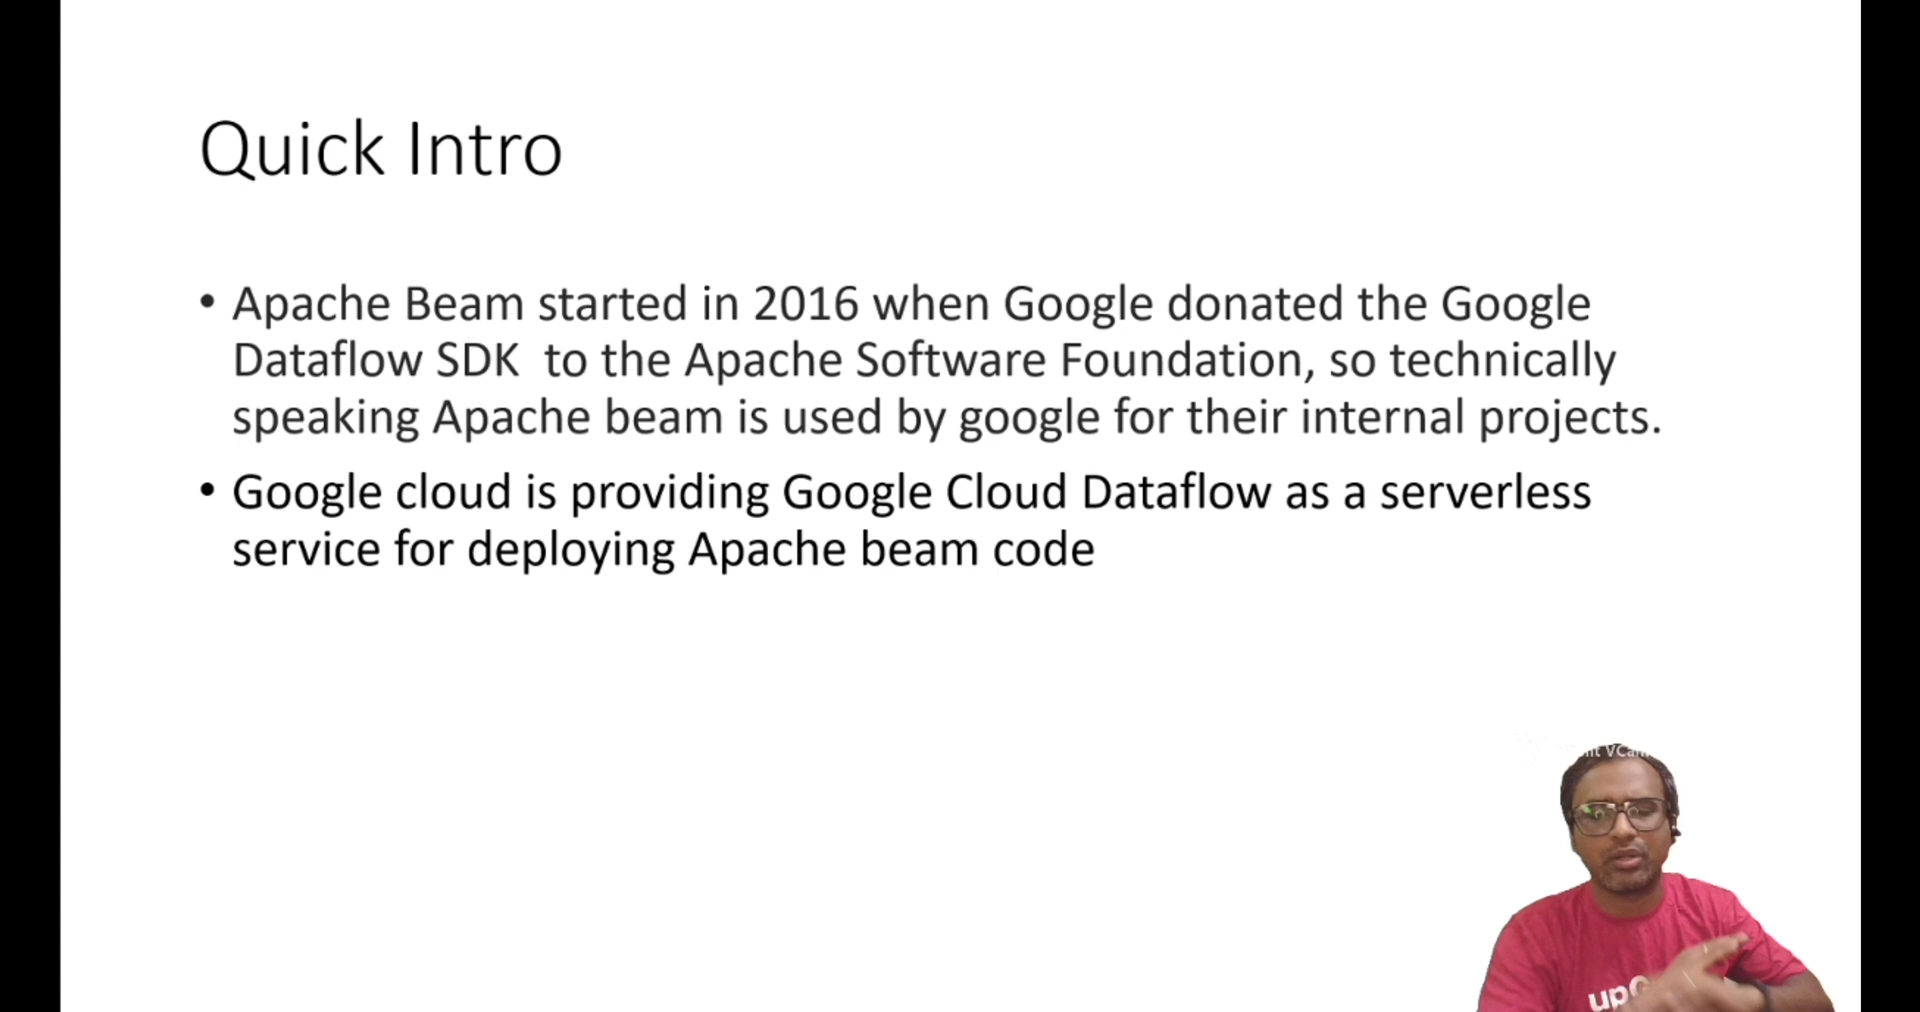 Quick Intro
• Apache Beam started in 2016 when Google donated the Google
Dataflow SDK  to the Apache Software Foundation, so technically
speaking Apache beam is used by google for their internal projects.
• Google cloud is providing Google Cloud Dataflow as a serverless
service for deploying Apache beam code